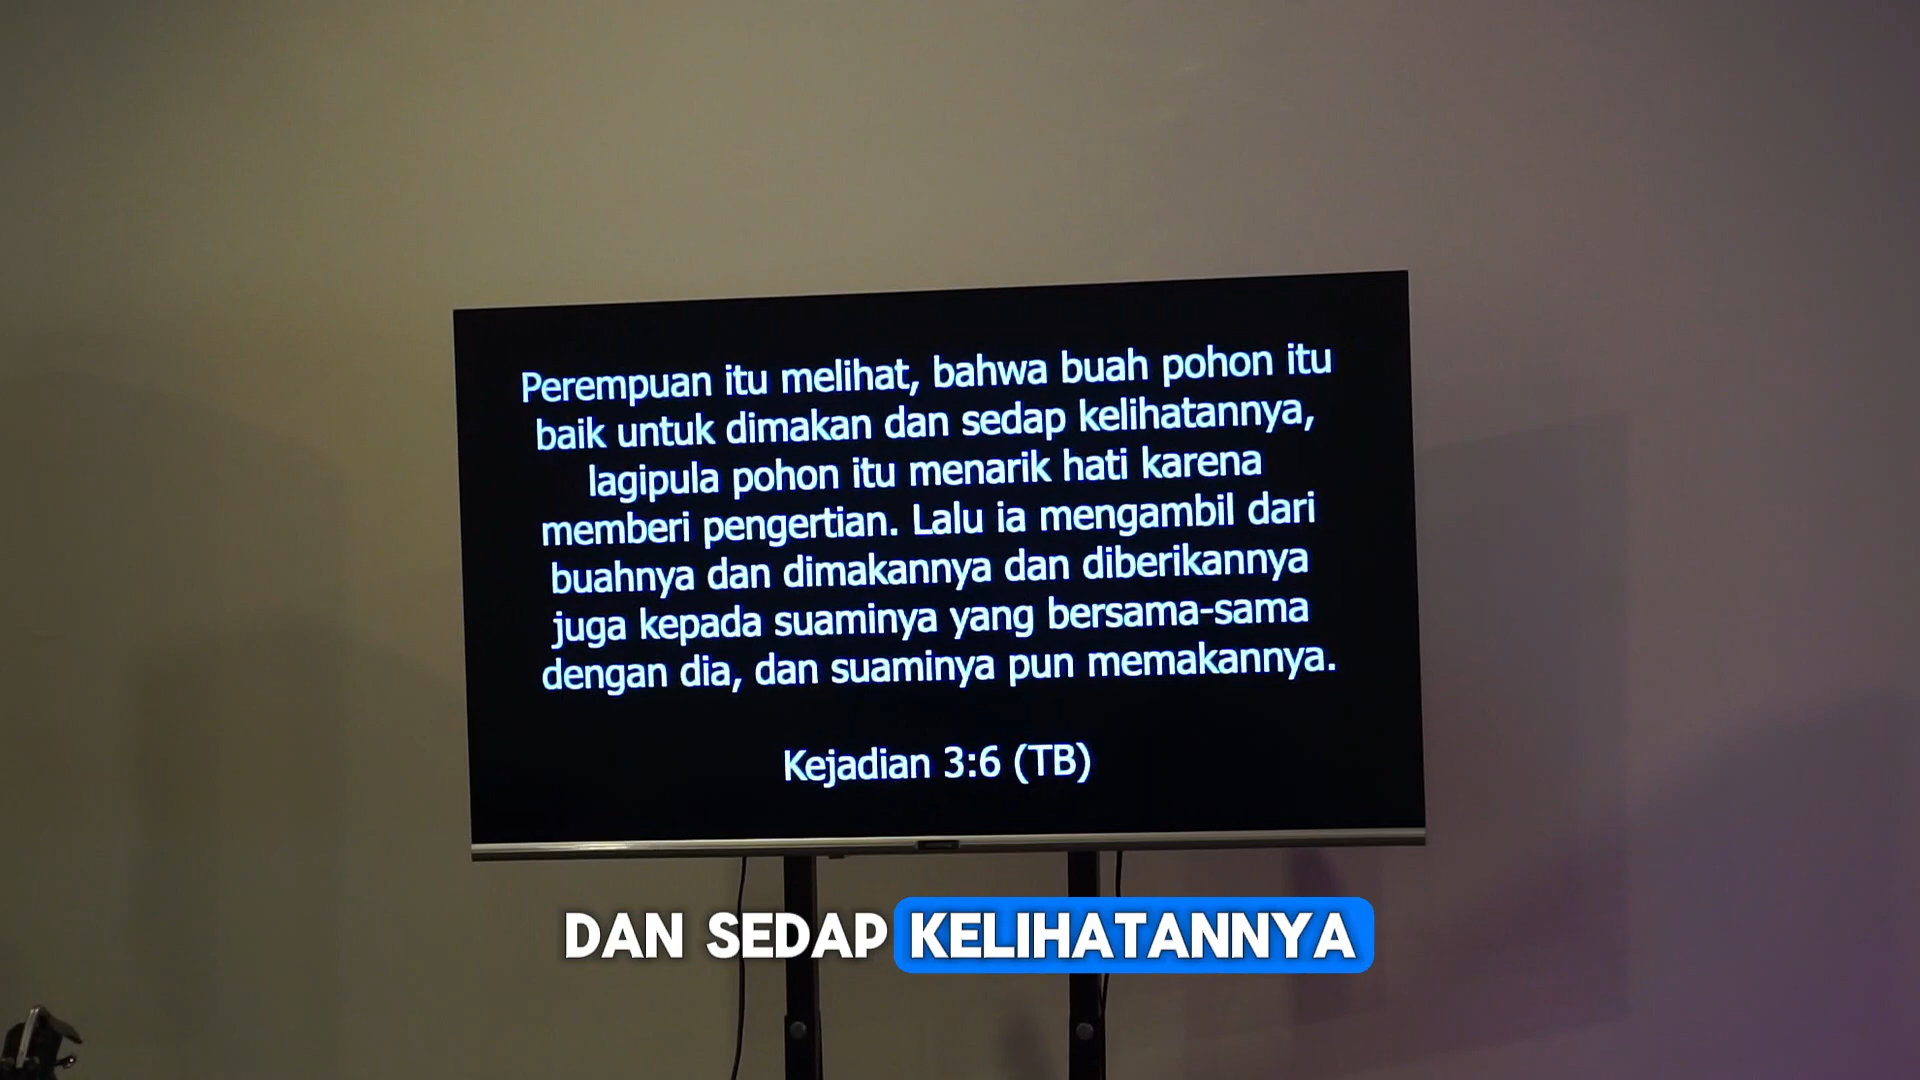 Perempuan itu melihat, bahwa buah pohon itu
baik untuk dimakan dan sedap kelihatannya,
lagipula pohon itu menarik hati karena
memberi pengertian. Lalu ia mengambil dari
buahnya dan dimakannya dan diberikannya
juga kepada suaminya yang bersama-sama
dengan dia, dan suaminya pun memakannya.
Kejadian 3:6 (TB)
DAN SEDAP KELIHATANNYA